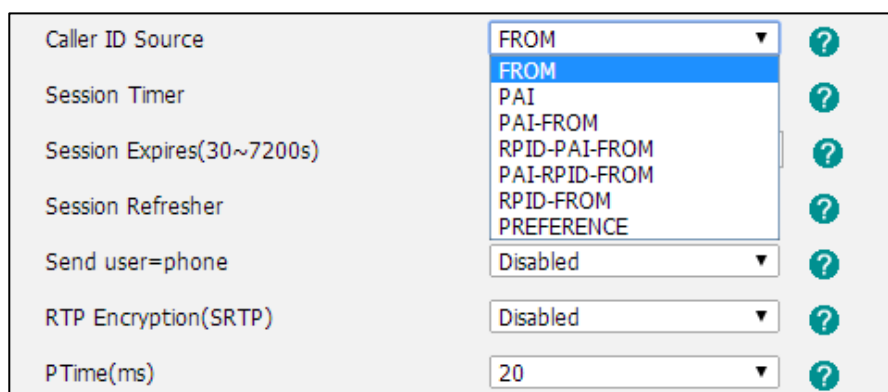 Caller ID Source FROM ?
FROM
Session Timer PAI ?
PAI-FROM
Session Expires(30~7200s) RPID-PAI-FROM ?
PAI-RPID-FROM
Session Refresher RPID-FROM ?
PREFERENCE
Send user=phone Disabled ?
RTP Encryption(SRTP) Disabled ?
PTime(ms) 20 ?